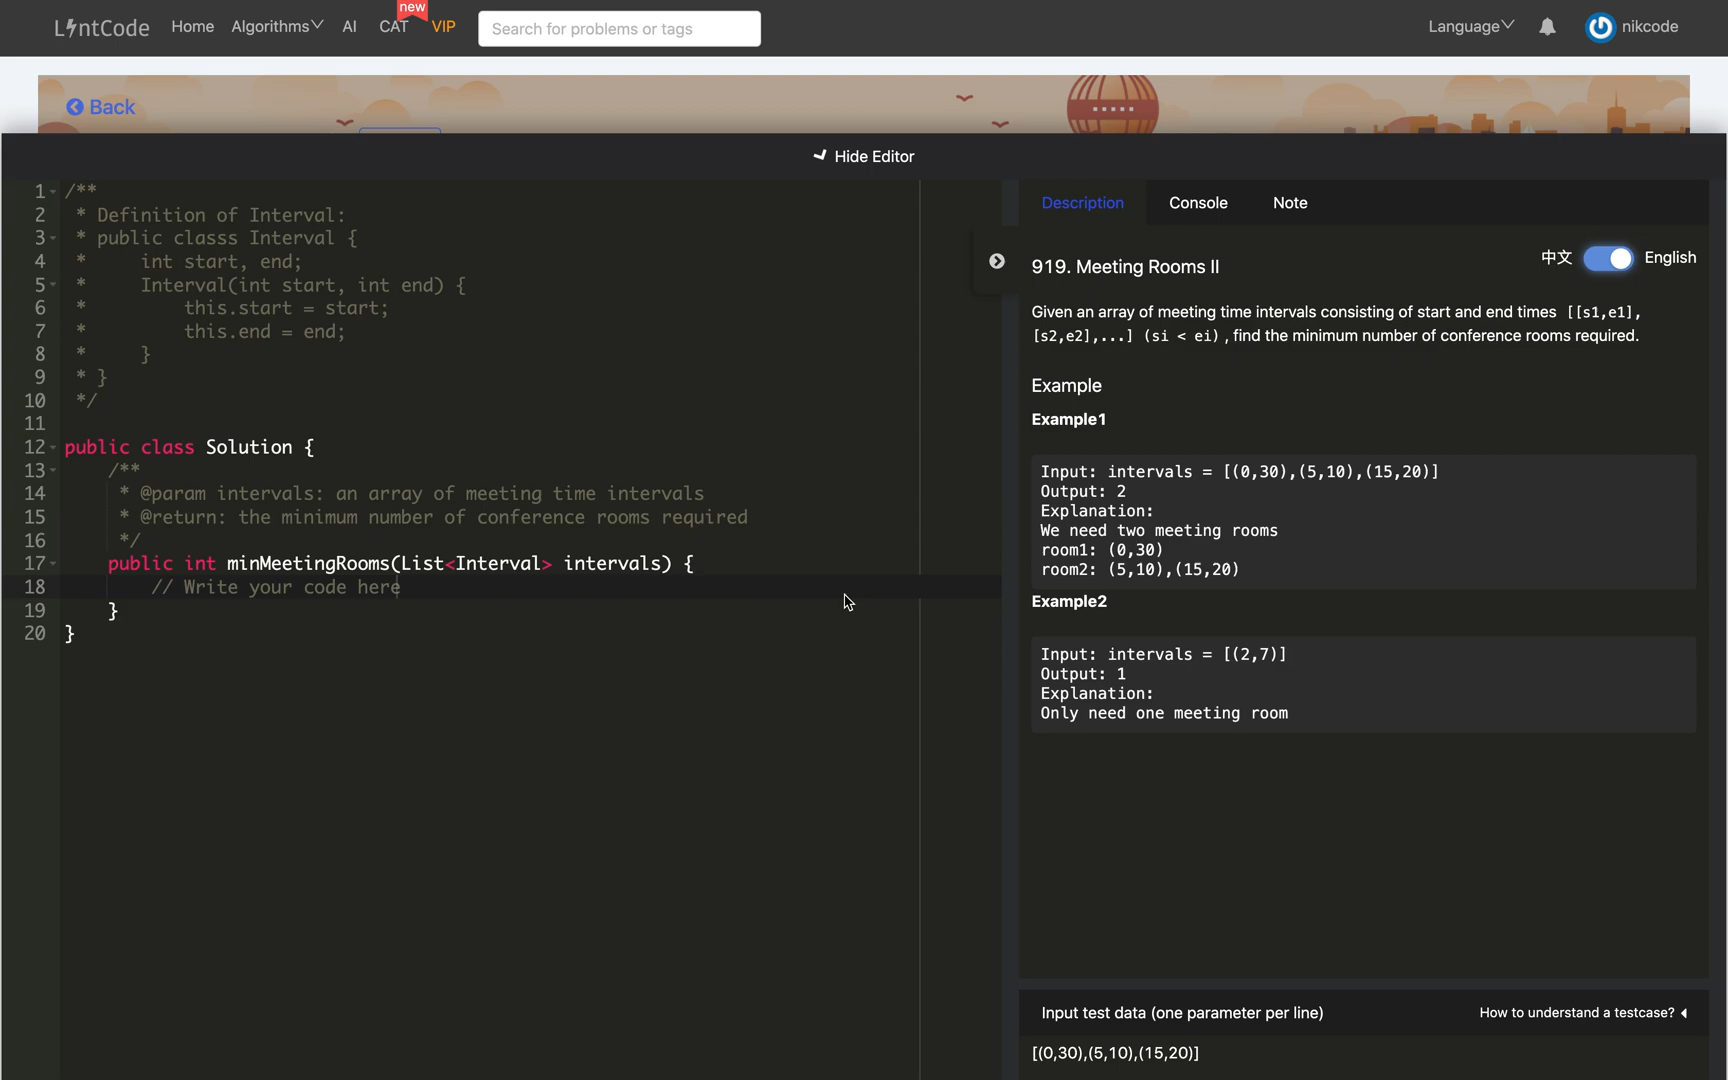 LintCode Home Algorithms AI CAT new VIP Search for problems or tags Language nikcode
Back
Hide Editor
1 /**
2 * Definition of Interval:
3 * public classs Interval {
4 *     int start, end;
5 *     Interval(int start, int end) {
6 *         this.start = start;
7 *         this.end = end;
8 *     }
9 * }
10 */
11
12 public class Solution {
13     /**
14      * @param intervals: an array of meeting time intervals
15      * @return: the minimum number of conference rooms required
16      */
17     public int minMeetingRooms(List<Interval> intervals) {
18         // Write your code here
19     }
20 }
Description Console Note
919. Meeting Rooms II
中文 English
Given an array of meeting time intervals consisting of start and end times [[s1,e1],
[s2,e2],...] (si < ei) , find the minimum number of conference rooms required.
Example
Example1
Input: intervals = [(0,30),(5,10),(15,20)]
Output: 2
Explanation:
We need two meeting rooms
room1: (0,30)
room2: (5,10),(15,20)
Example2
Input: intervals = [(2,7)]
Output: 1
Explanation:
Only need one meeting room
Input test data (one parameter per line) How to understand a testcase?
[(0,30),(5,10),(15,20)]